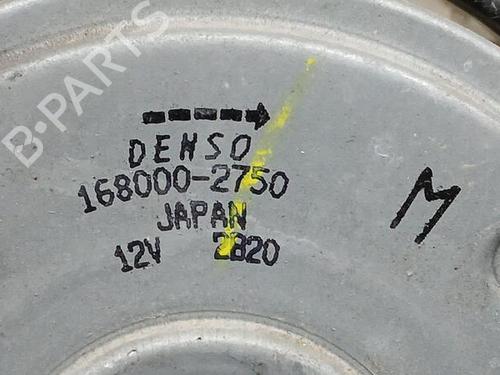 B-PARTS
DENSO
168000-2750
M
JAPAN
12V 2820